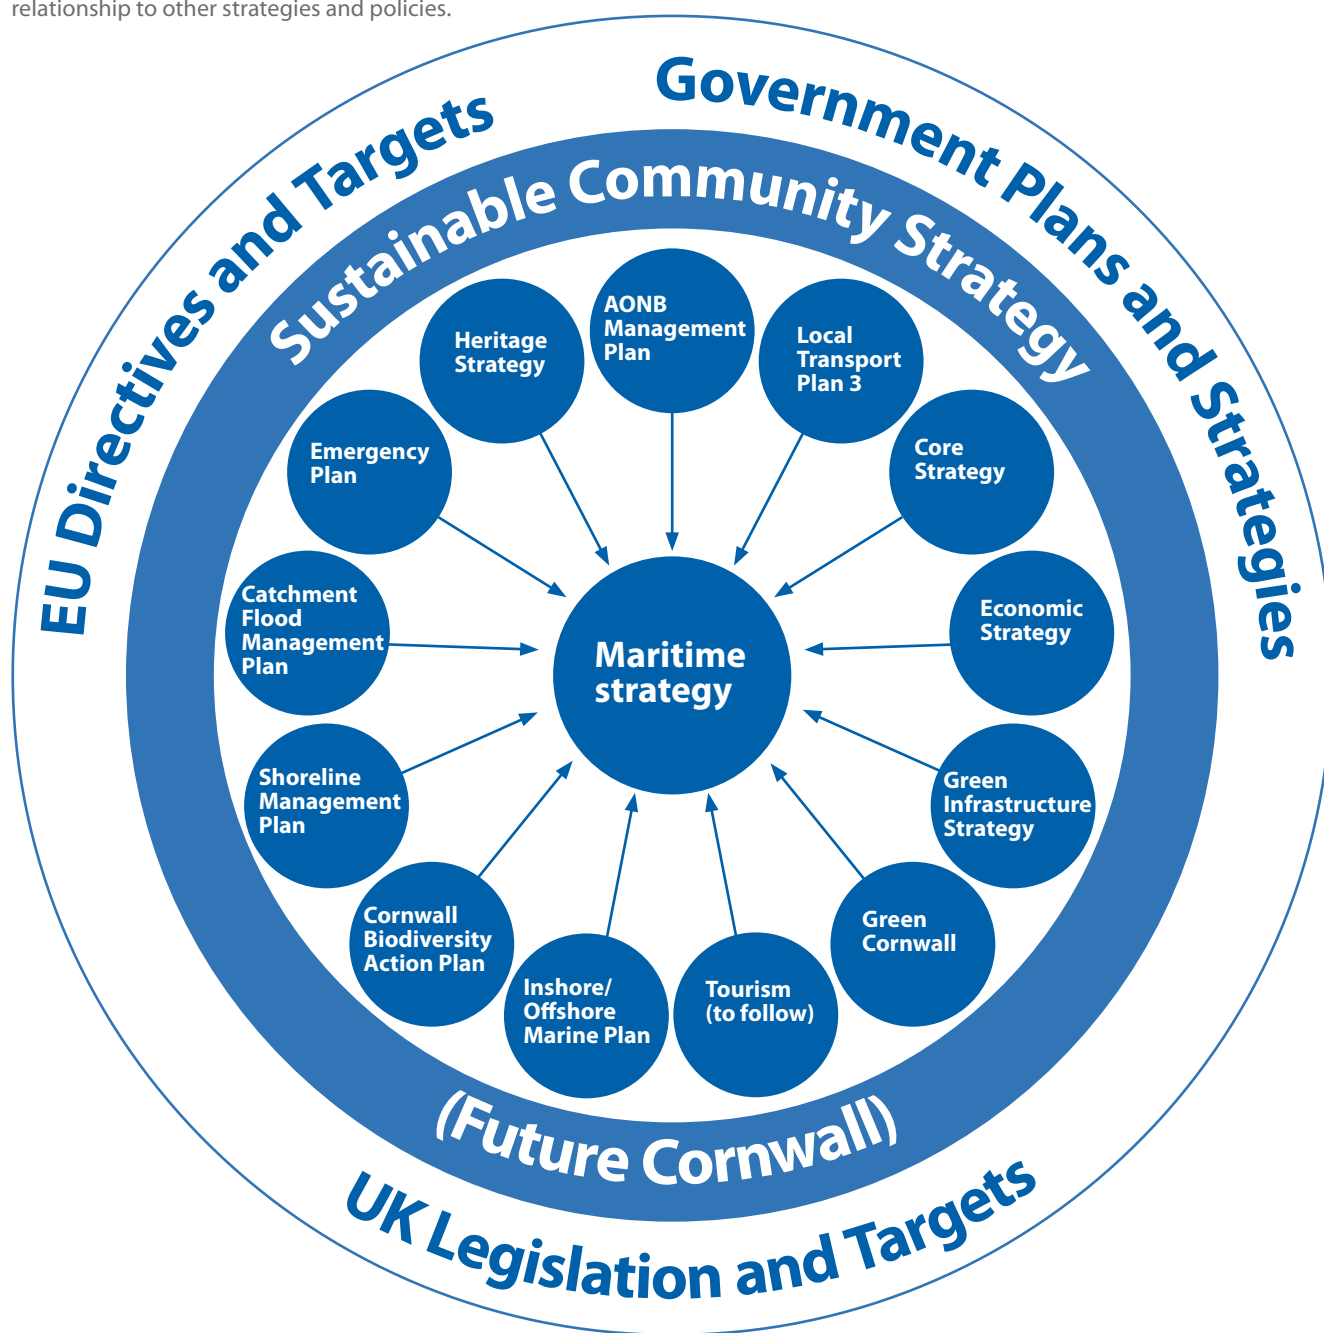 relationship to other strategies and policies.
EU Directives and Targets
Government Plans and Strategies
Sustainable Community Strategy
AONB
Management
Plan
Local
Transport
Plan 3
Core
Strategy
Economic
Strategy
Green
Infrastructure
Strategy
Green
Cornwall
Tourism
(to follow)
Inshore/
Offshore
Marine Plan
Cornwall
Biodiversity
Action Plan
Shoreline
Management
Plan
Catchment
Flood
Management
Plan
Emergency
Plan
Heritage
Strategy
Maritime
strategy
(Future Cornwall)
UK Legislation and Targets